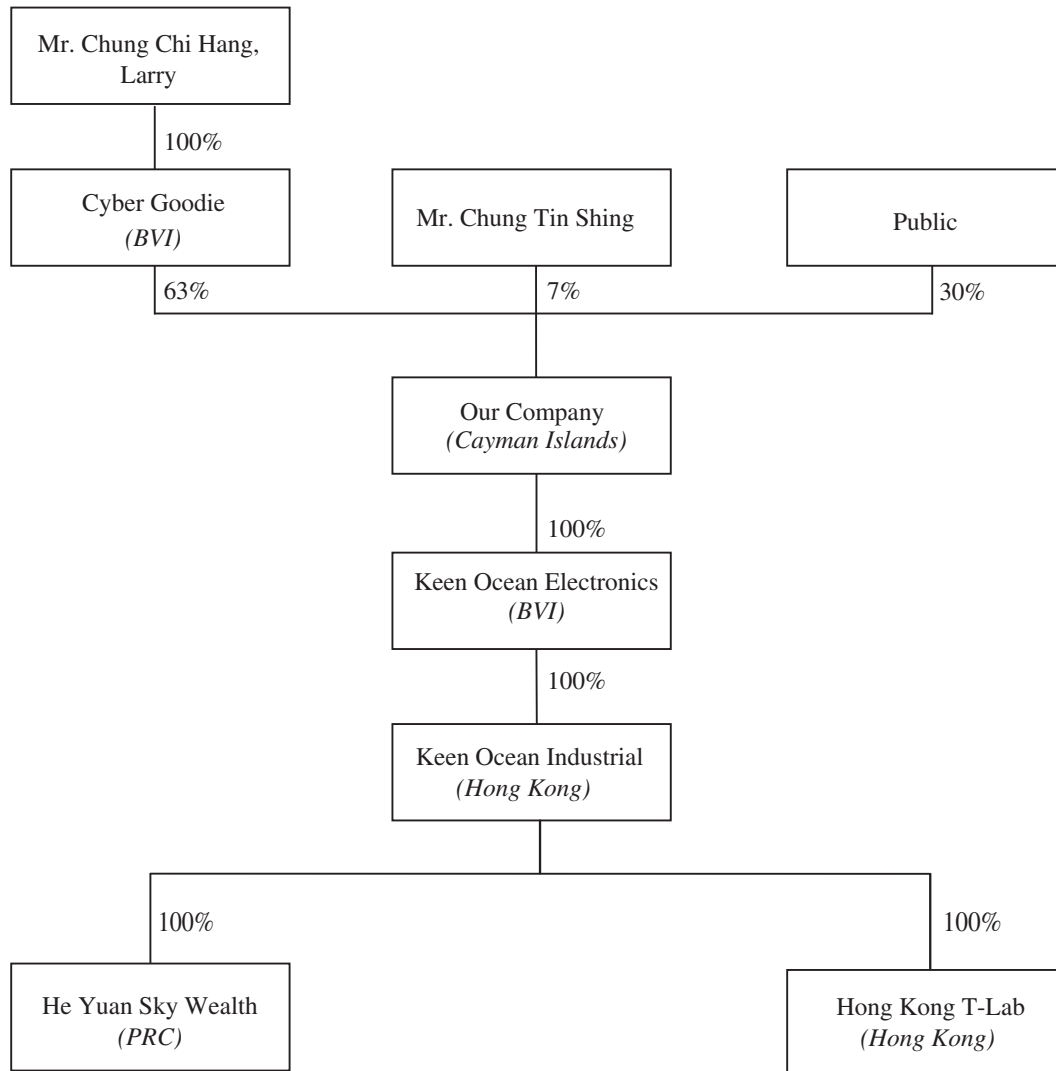 Mr. Chung Chi Hang,
Larry
100%
Cyber Goodie
(BVI)
Mr. Chung Tin Shing
Public
63%
7%
30%
Our Company
(Cayman Islands)
100%
Keen Ocean Electronics
(BVI)
100%
Keen Ocean Industrial
(Hong Kong)
100%
100%
He Yuan Sky Wealth
(PRC)
Hong Kong T-Lab
(Hong Kong)